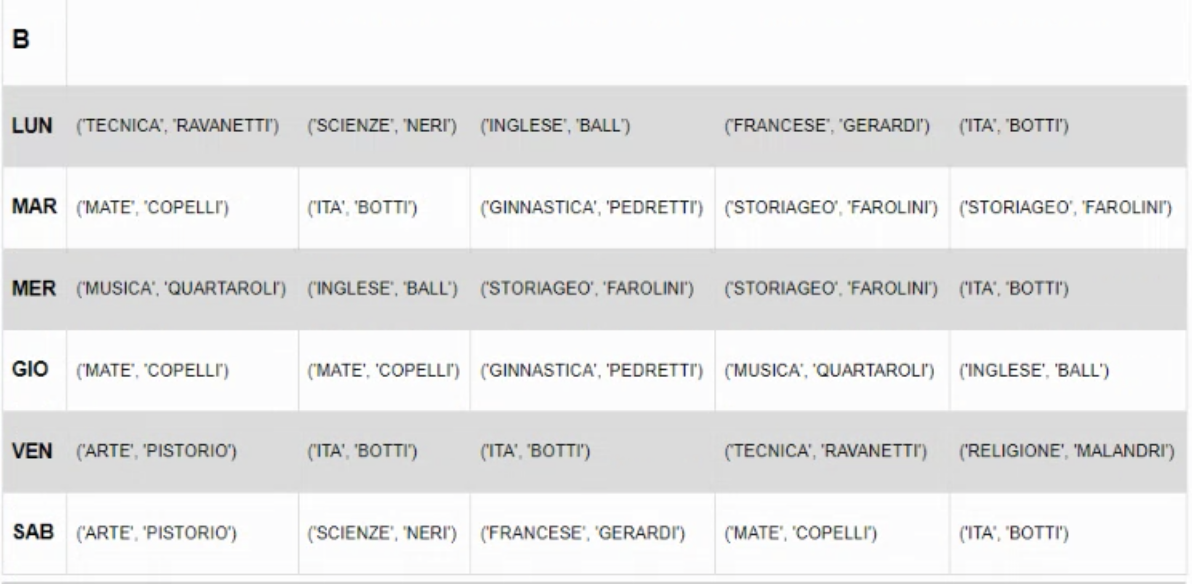 B
LUN ('TECNICA', 'RAVANETTI') ('SCIENZE', 'NERI') ('INGLESE', 'BALL') ('FRANCESE', 'GERARDI') ('ITA', 'BOTTI')
MAR ('MATE', 'COPELLI') ('ITA', 'BOTTI') ('GINNASTICA', 'PEDRETTI') ('STORIAGEO', 'FAROLINI') ('STORIAGEO', 'FAROLINI')
MER ('MUSICA', 'QUARTAROLI') ('INGLESE', 'BALL') ('STORIAGEO', 'FAROLINI') ('STORIAGEO', 'FAROLINI') ('ITA', 'BOTTI')
GIO ('MATE', 'COPELLI') ('MATE', 'COPELLI') ('GINNASTICA', 'PEDRETTI') ('MUSICA', 'QUARTAROLI') ('INGLESE', 'BALL')
VEN ('ARTE', 'PISTORIO') ('ITA', 'BOTTI') ('ITA', 'BOTTI') ('TECNICA', 'RAVANETTI') ('RELIGIONE', 'MALANDRI')
SAB ('ARTE', 'PISTORIO') ('SCIENZE', 'NERI') ('FRANCESE', 'GERARDI') ('MATE', 'COPELLI') ('ITA', 'BOTTI')